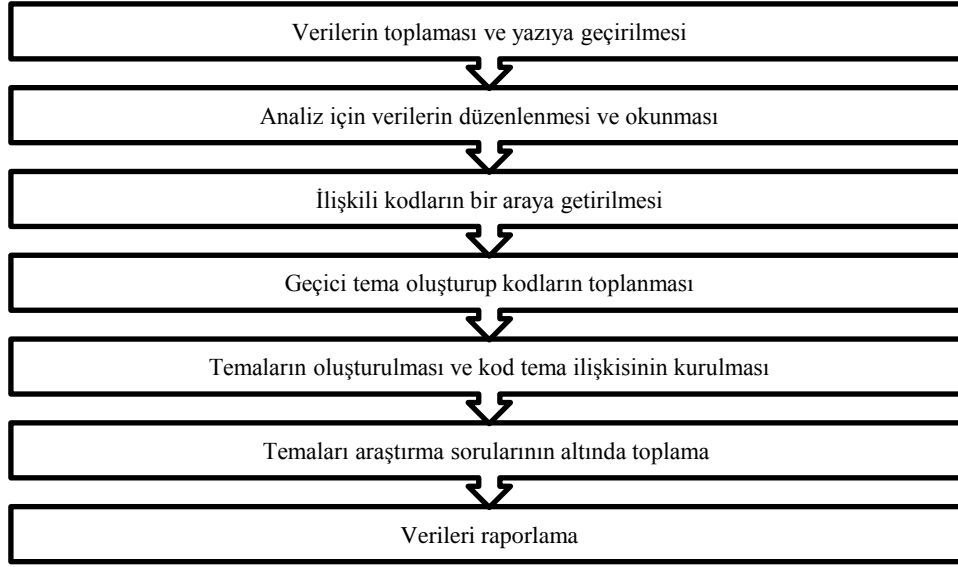 Verilerin toplaması ve yazıya geçirilmesi
Analiz için verilerin düzenlenmesi ve okunması
İlişkili kodların bir araya getirilmesi
Geçici tema oluşturup kodların toplanması
Temaların oluşturulması ve kod tema ilişkisinin kurulması
Temaları araştırma sorularının altında toplama
Verileri raporlama